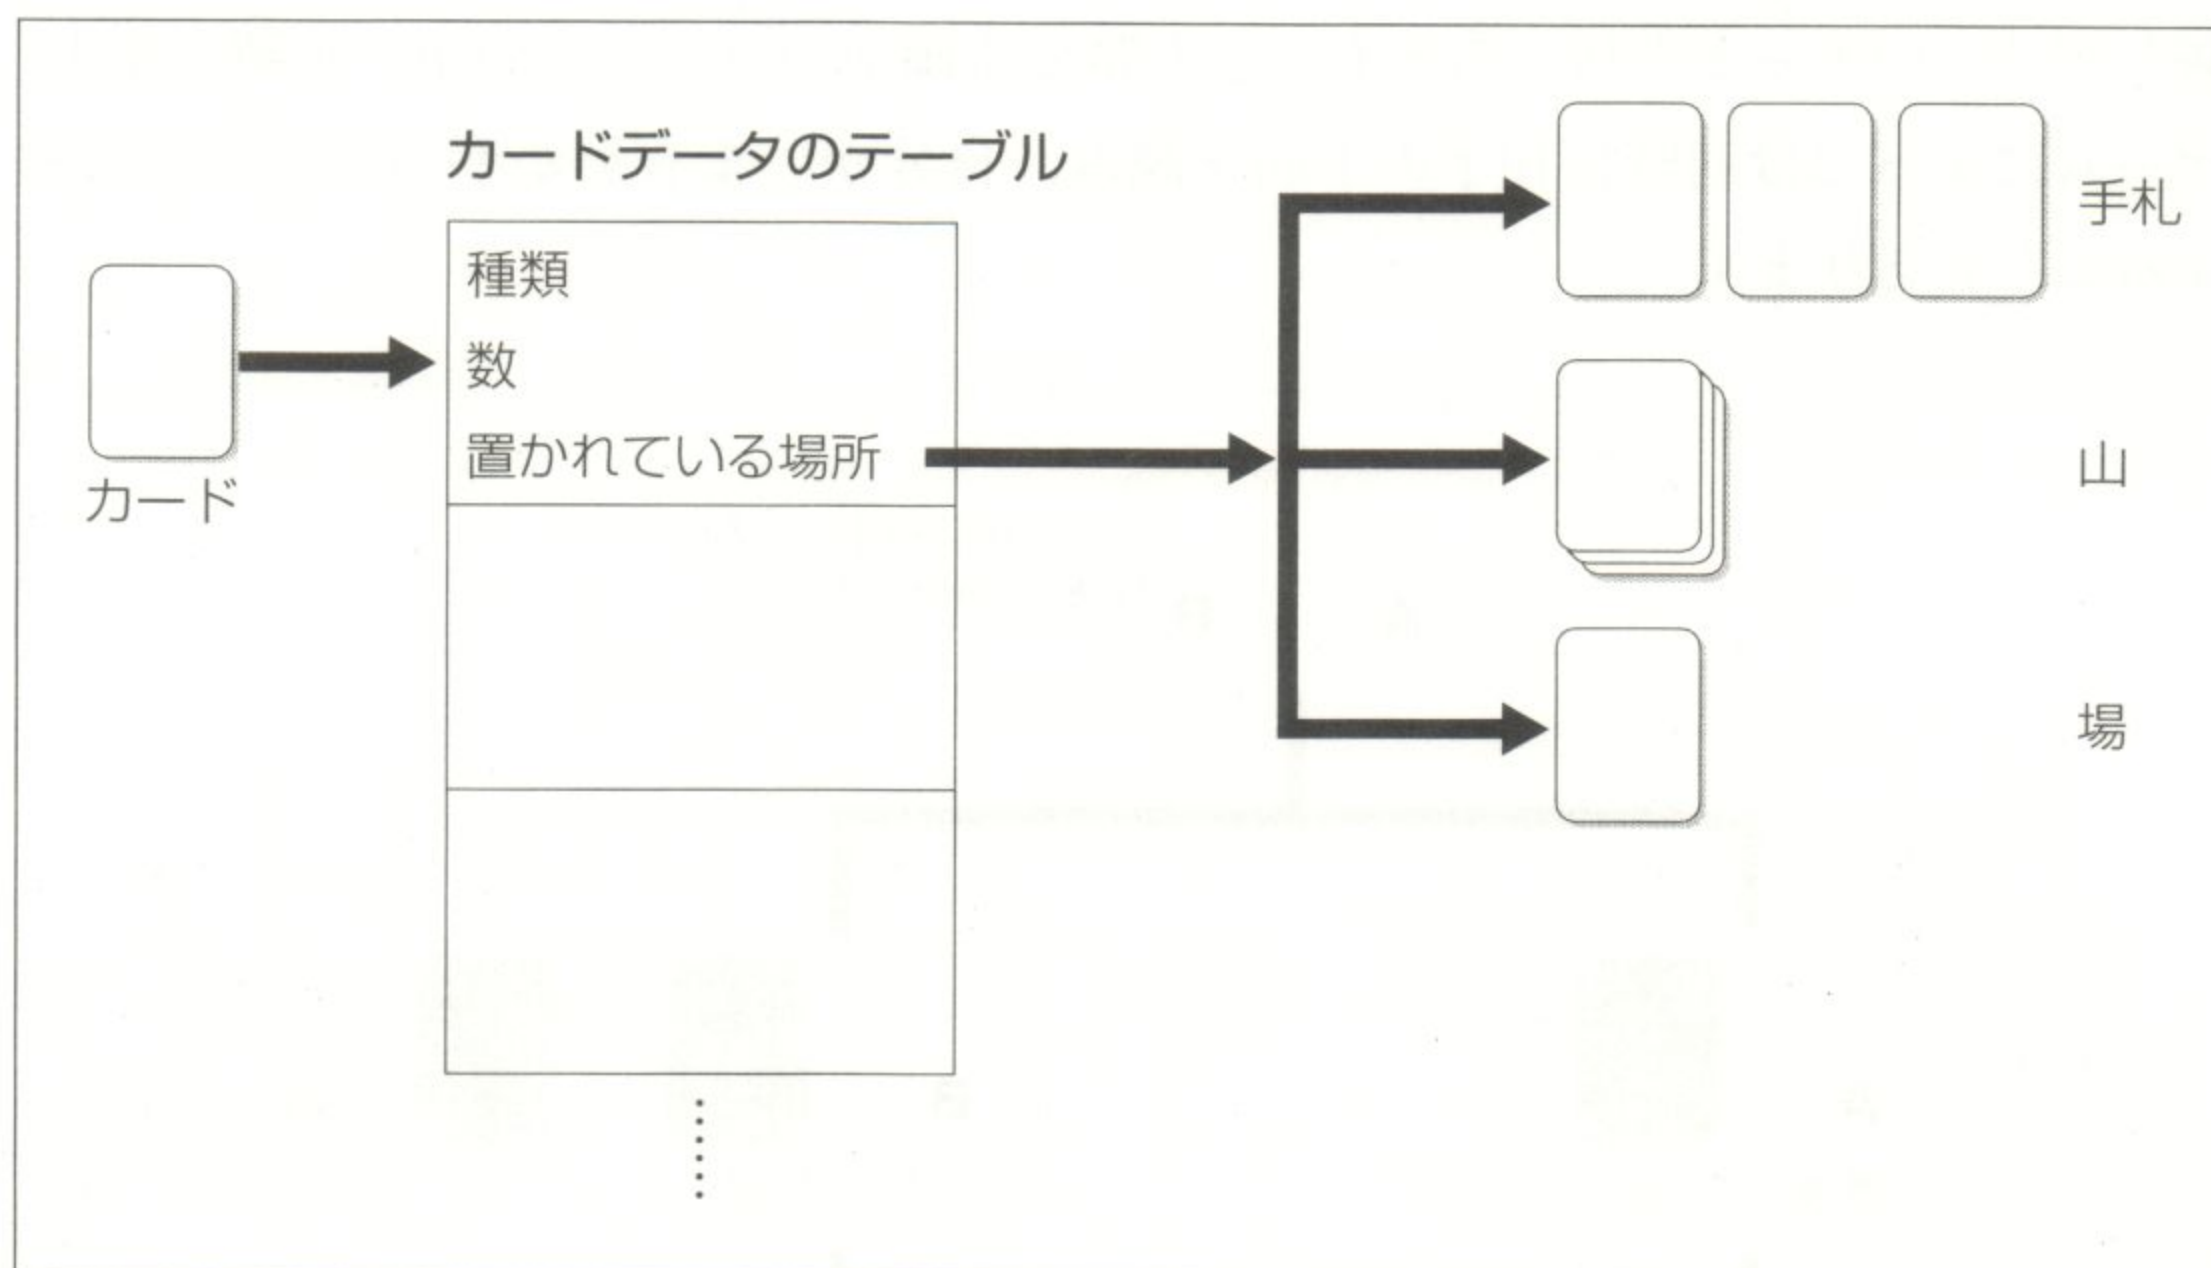 カードデータのテーブル
カード
種類
数
置かれている場所
手札
山
場